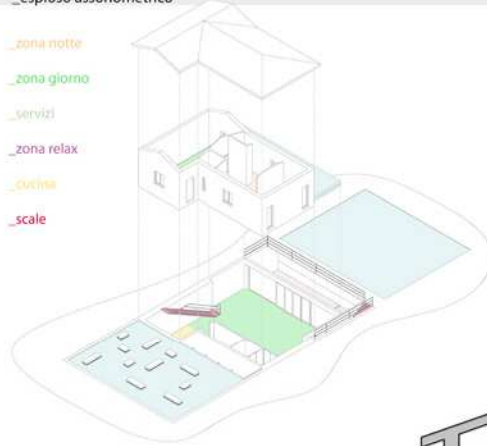 _esploso assonometrico
_zona notte
_zona giorno
_servizi
_zona relax
_cucina
_scale